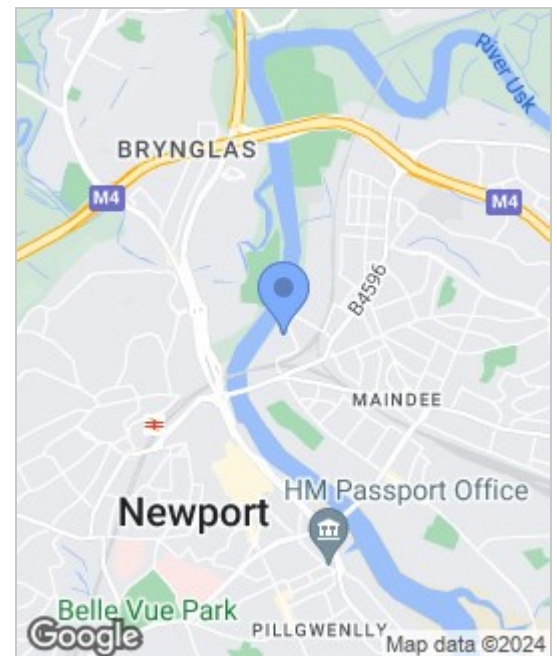 River Usk
BRYNGLAS
M4
M4
B4596
MAINDEE
HM Passport Office
Newport
Belle Vue Park
PILLGWENLLY
Google
Map data ©2024